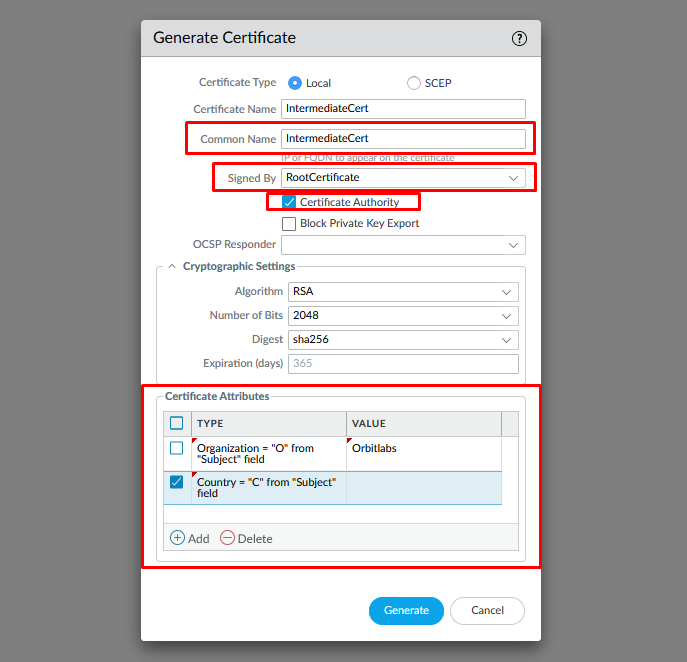 Generate Certificate ?
Certificate Type Local SCEP
Certificate Name IntermediateCert
Common Name IntermediateCert
IP or FQDN to appear on the certificate
Signed By RootCertificate
Certificate Authority
Block Private Key Export
OCSP Responder
Cryptographic Settings
Algorithm RSA
Number of Bits 2048
Digest sha256
Expiration (days) 365
Certificate Attributes
TYPE VALUE
Organization = "O" from Orbitlabs
"Subject" field
Country = "C" from "Subject"
field
Add Delete
Generate Cancel